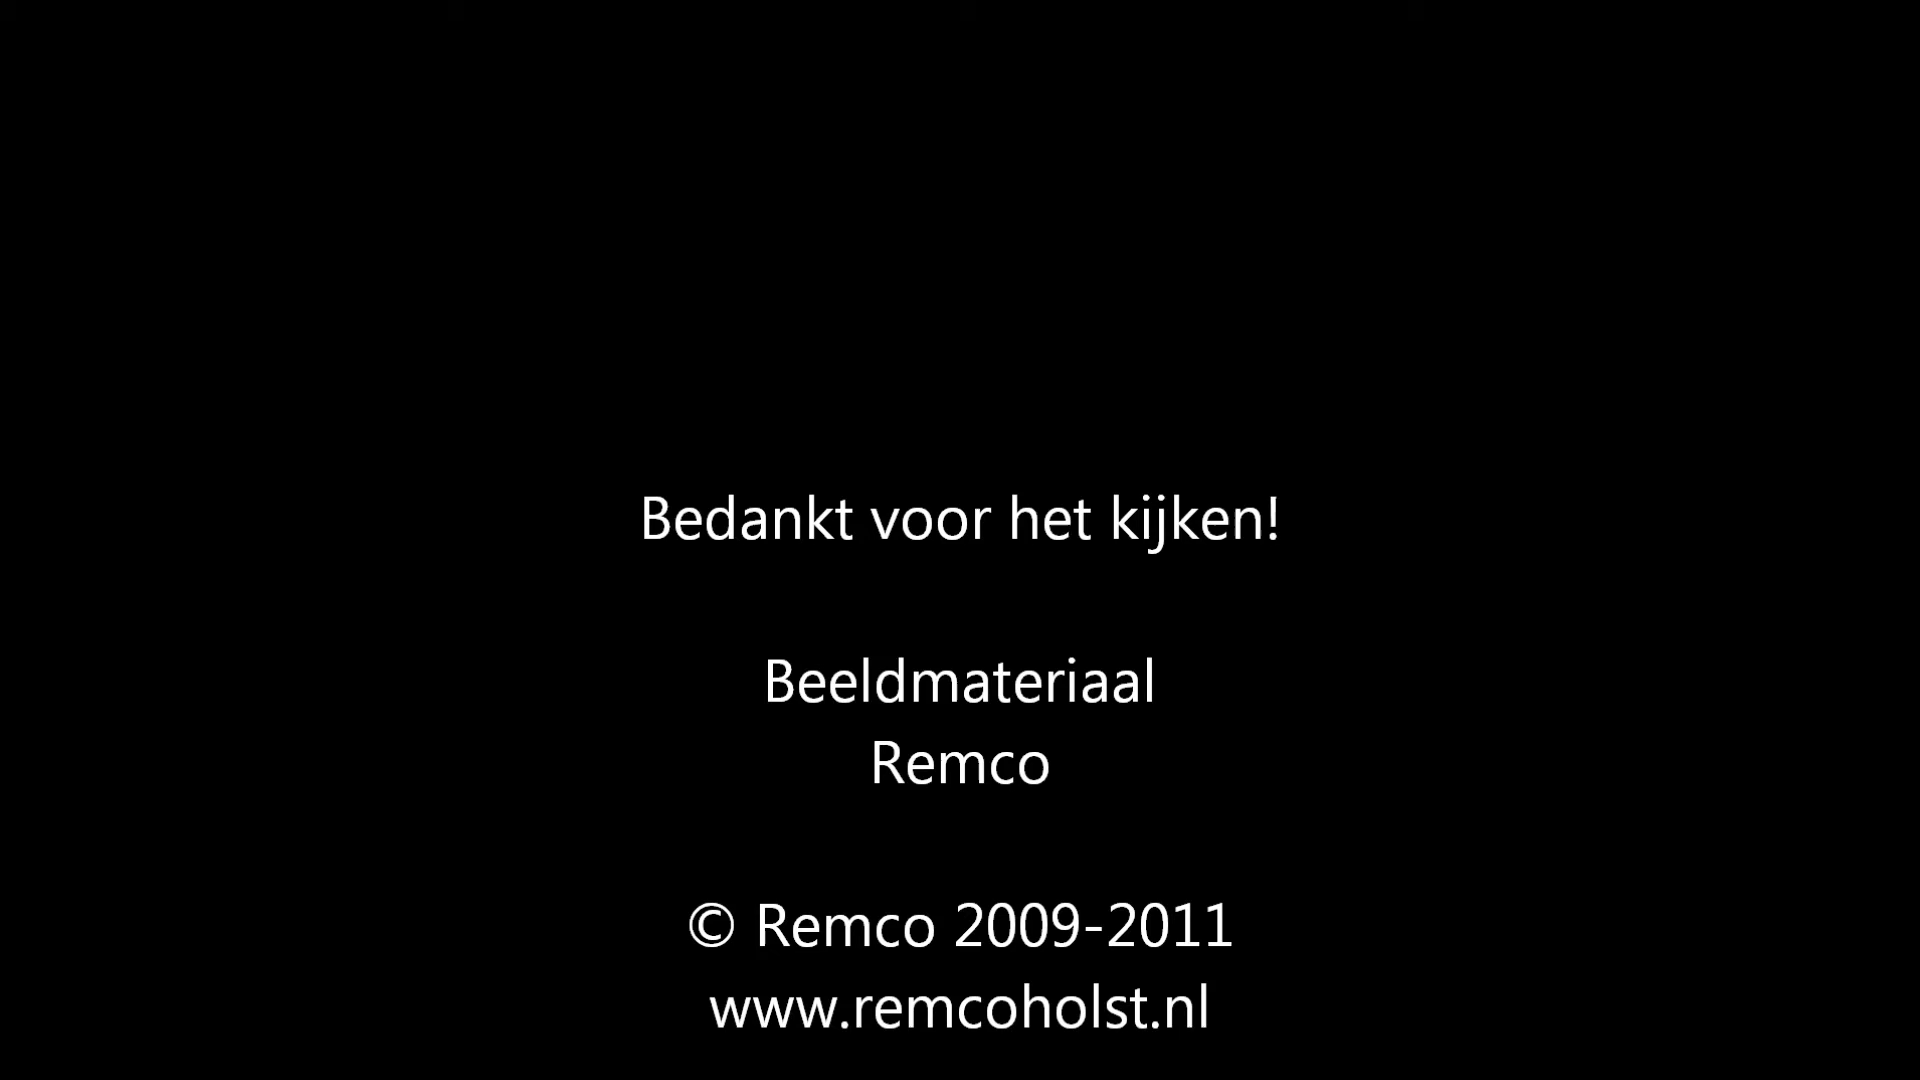 Bedankt voor het kijken!
Beeldmateriaal
Remco
© Remco 2009-2011
www.remcoholst.nl